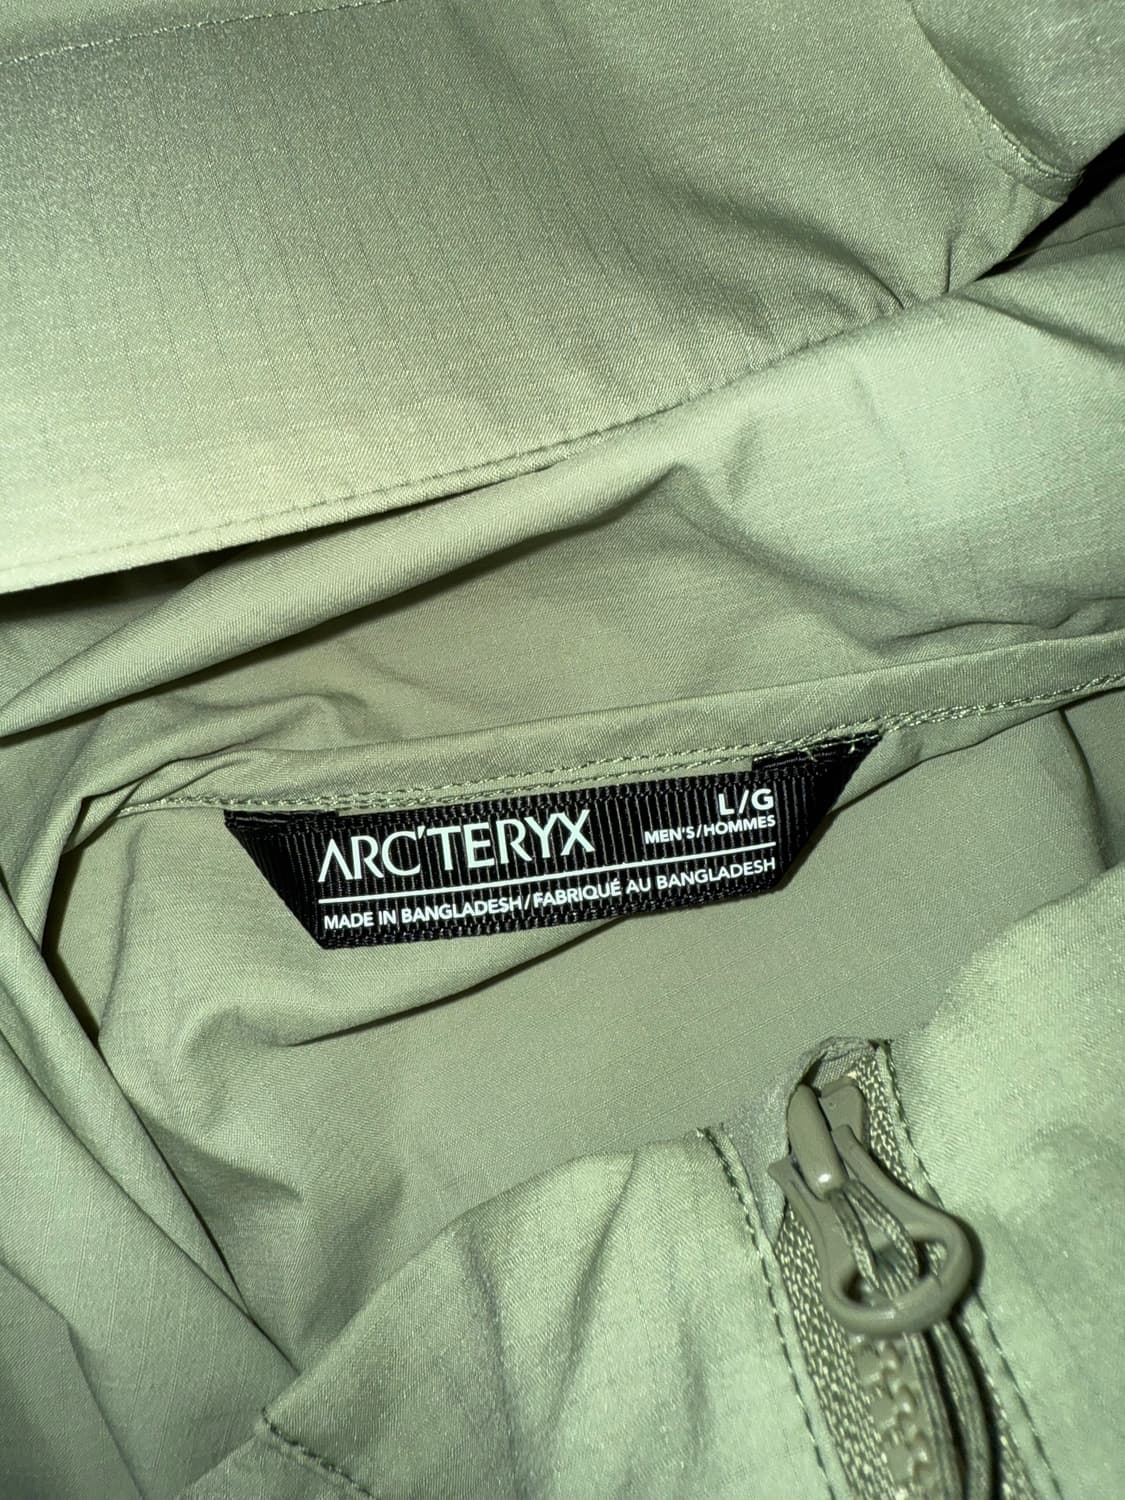 ARC'TERYX
L/G
MEN'S/HOMMES
MADE IN BANGLADESH/FABRIQUÉ AU BANGLADESH